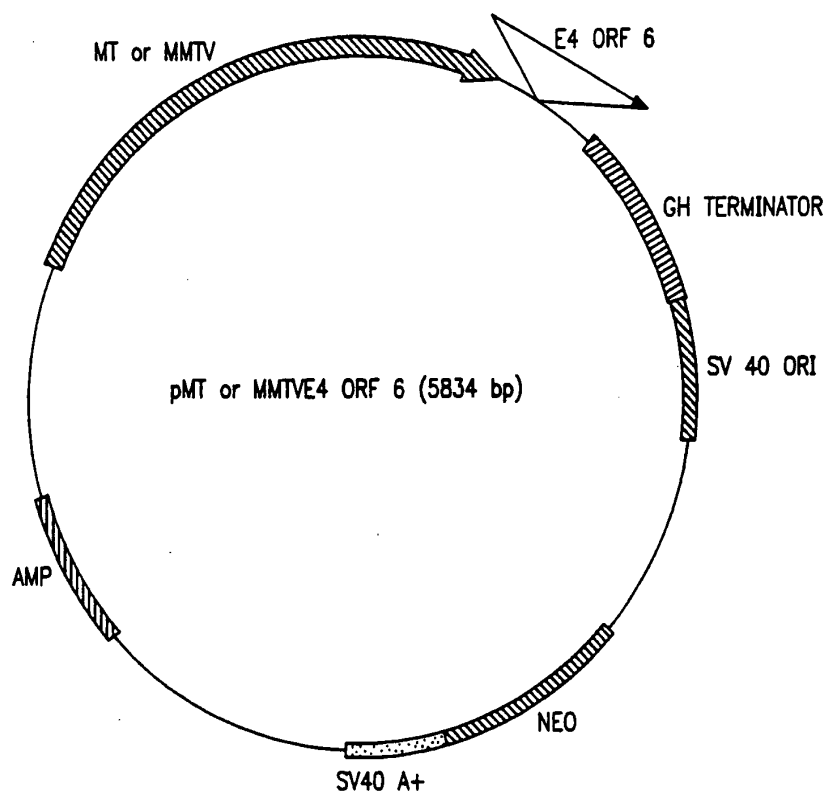 E4 ORF 6
MT or MMTV
GH TERMINATOR
SV 40 ORI
pMT or MMTVE4 ORF 6 (5834 bp)
AMP
NEO
SV40 A+